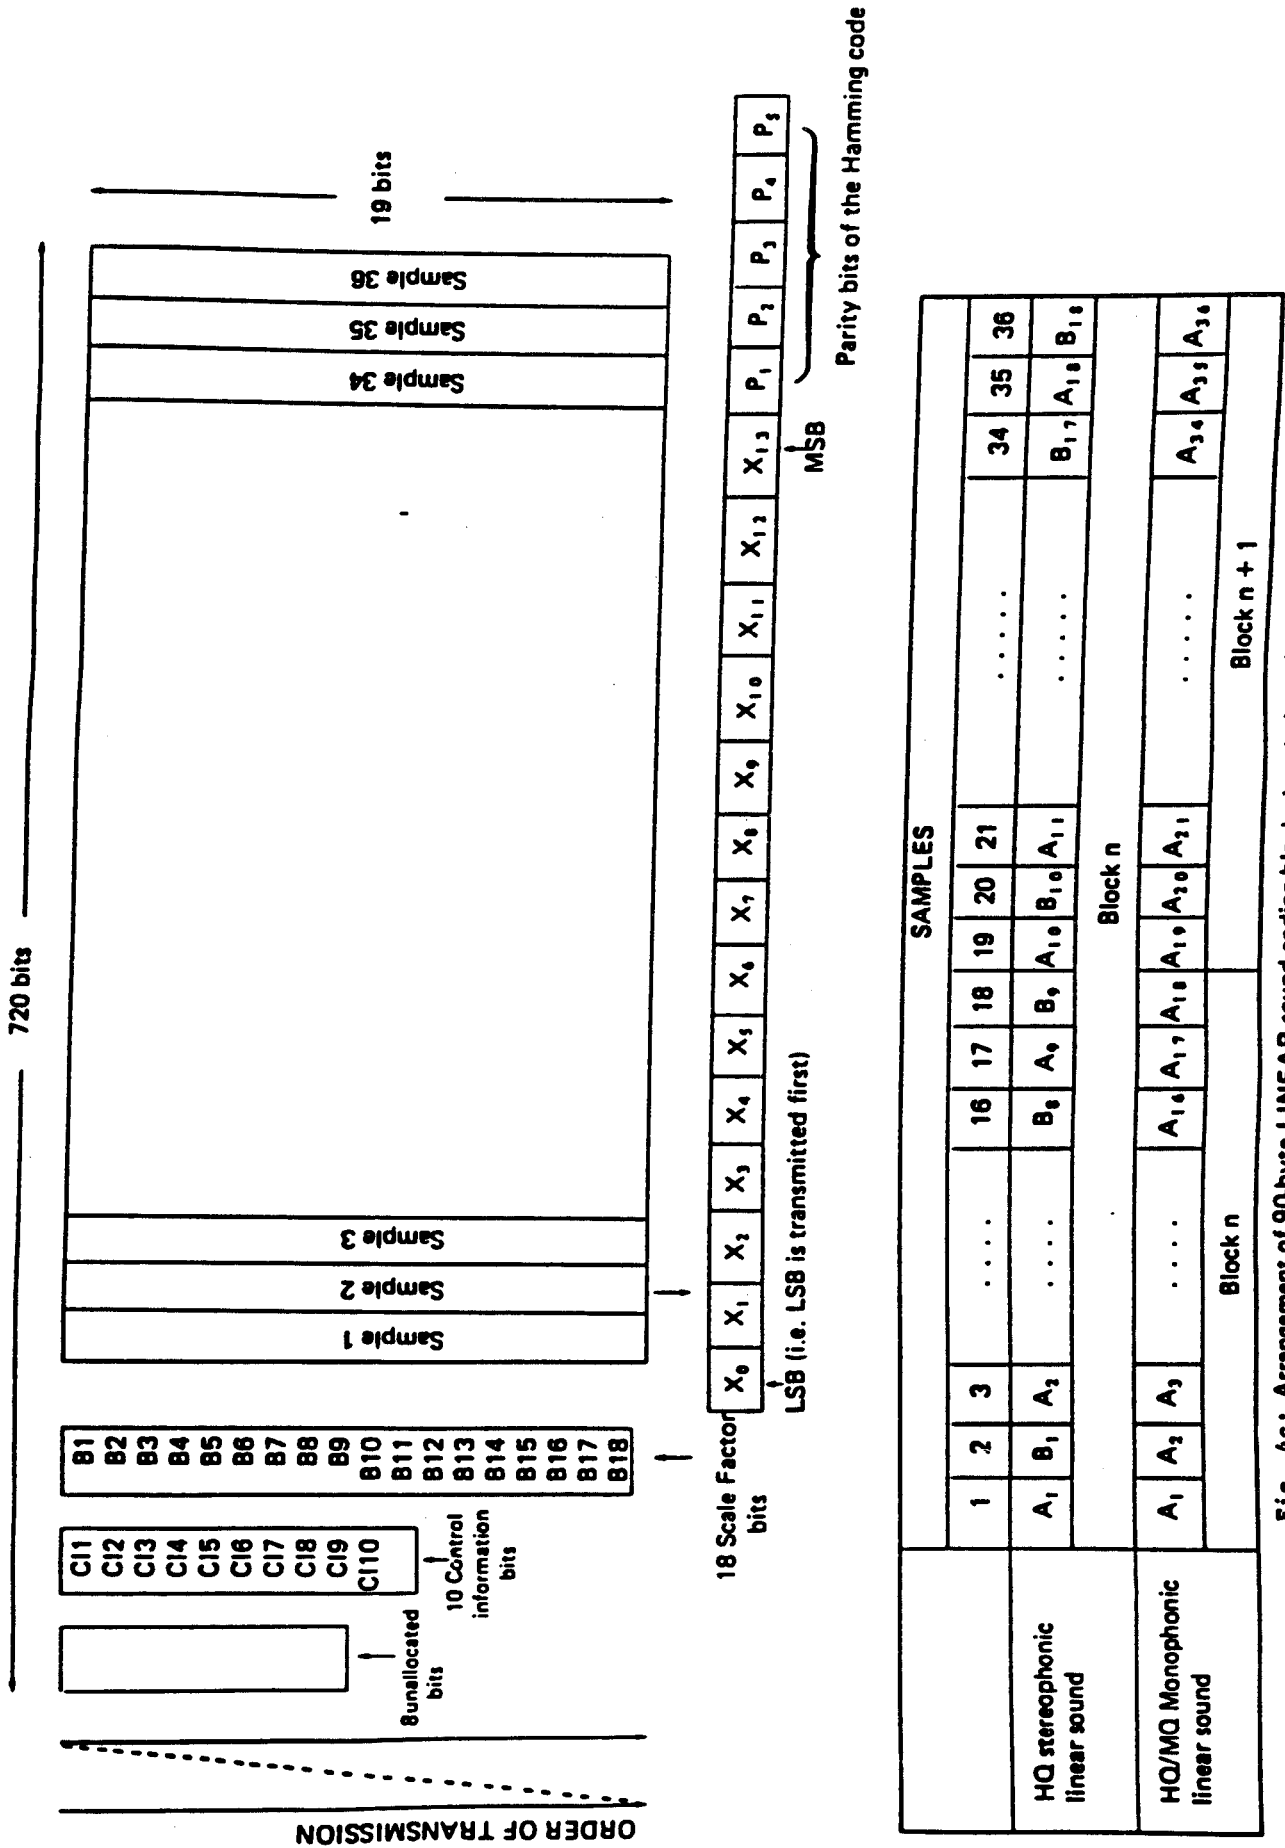 720 bits
ORDER OF TRANSMISSION
8 unallocated
bits
CI1
CI2
CI3
CI4
CI5
CI6
CI7
CI8
CI9
CI10
10 Control
information
bits
B1
B2
B3
B4
B5
B6
B7
B8
B9
B10
B11
B12
B13
B14
B15
B16
B17
B18
18 Scale Factor
bits
Sample 1
Sample 2
Sample 3
Sample 34
Sample 35
Sample 36
19 bits
X0 X1 X2 X3 X4 X5 X6 X7 X8 X9 X10 X11 X12 X13 P1 P2 P3 P4 P5
LSB (i.e. LSB is transmitted first)
MSB
Parity bits of the Hamming code
SAMPLES
1 2 3 . . . . 16 17 18 19 20 21 . . . . . 34 35 36
HQ stereophonic
linear sound
A1 B1 A2 . . . . B8 A9 B9 A10 B10 A11 . . . . . B17 A18 B18
Block n
HQ/MQ Monophonic
linear sound
A1 A2 A3 . . . . A16 A17 A18 A19 A20 A21 . . . . . A34 A35 A36
Block n
Block n + 1
Arrangement of 90 byte LINEAR sound coding